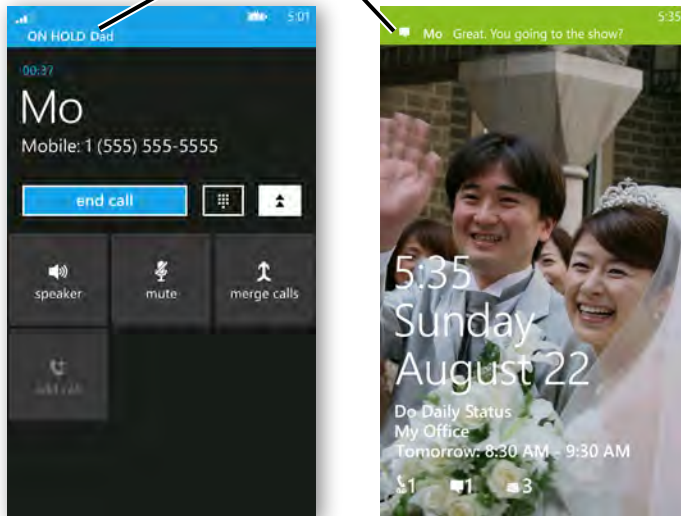 5:01
ON HOLD Dad
00:37
Mo
Mobile: 1 (555) 555-5555
end call
speaker
mute
merge calls
add call
5:35
Mo Great. You going to the show?
5:35
Sunday
August 22
Do Daily Status
My Office
Tomorrow: 8:30 AM - 9:30 AM
1 1 3